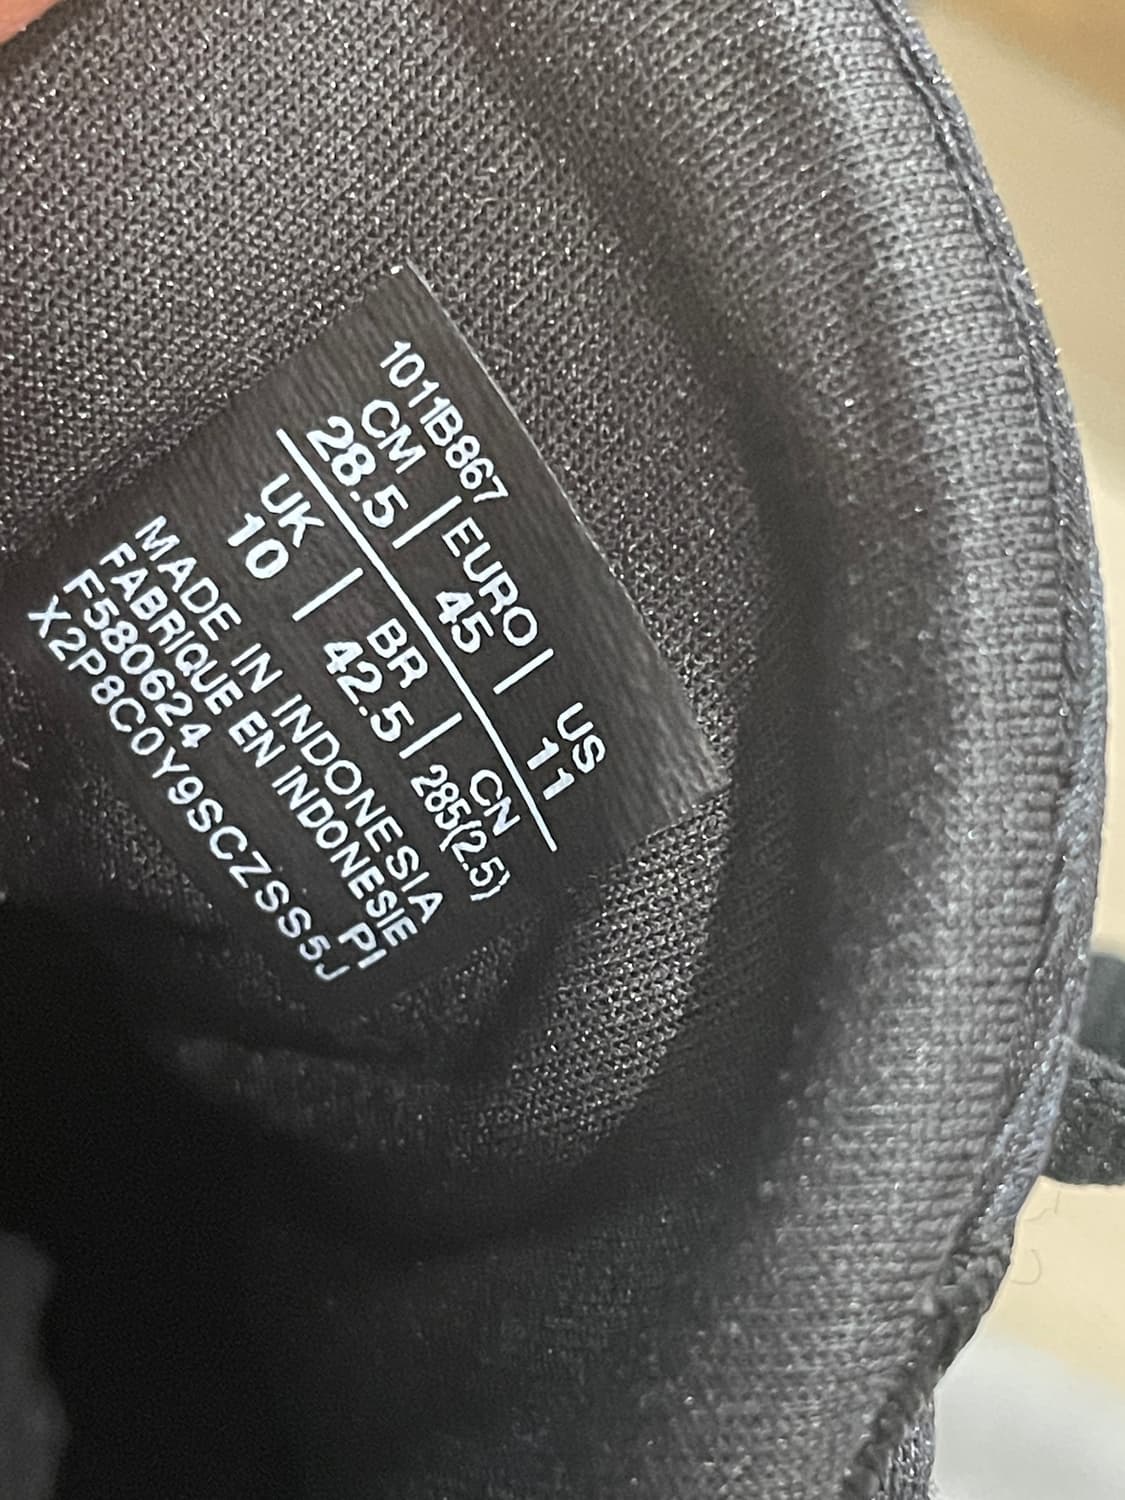 1011B867
CM | EURO | US
28.5 45 11
UK | BR | CN
10 42.5 285(2.5)
MADE IN INDONESIA
FABRIQUE EN INDONESIE
F580624 PI
X2P8C0Y9SCZSS5J